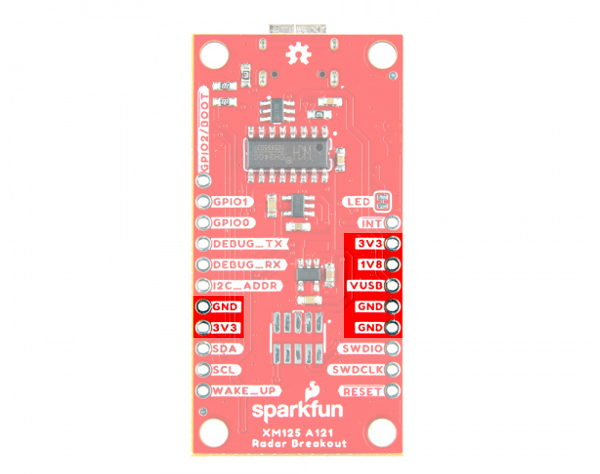 GPIO2/BOOT
GPIO1
LED
GPIO0
INT
DEBUG_TX
3V3
DEBUG_RX
1V8
I2C_ADDR
VUSB
GND
GND
3V3
GND
SDA
SWDIO
SCL
SWDCLK
WAKE_UP
RESET
sparkfun
XM125 A121
Radar Breakout